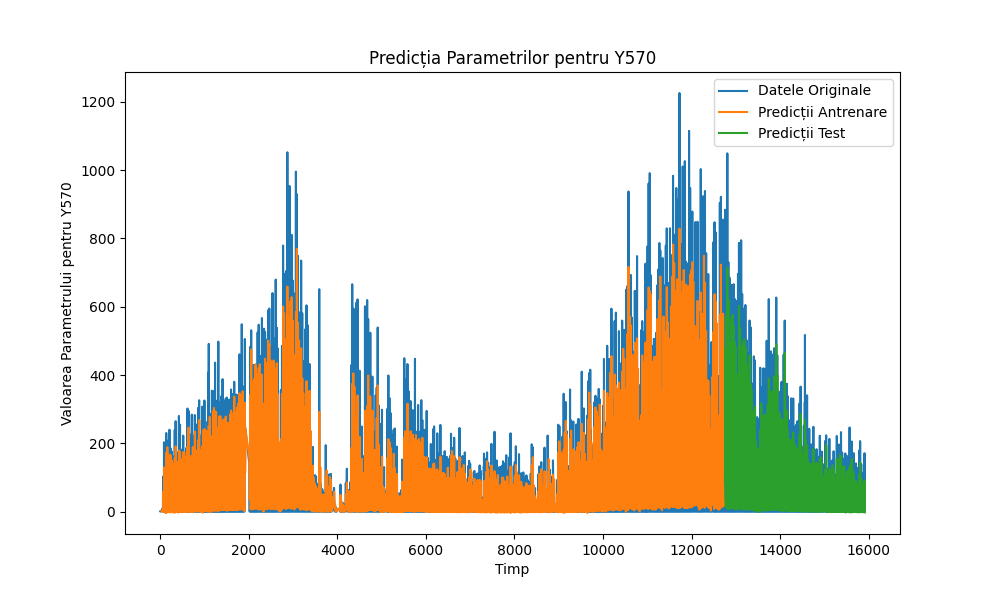 Predicția Parametrilor pentru Y570
Datele Originale
Predicții Antrenare
Predicții Test
Valoarea Parametrului pentru Y570
1200
1000
800
600
400
200
0
0 2000 4000 6000 8000 10000 12000 14000 16000
Timp